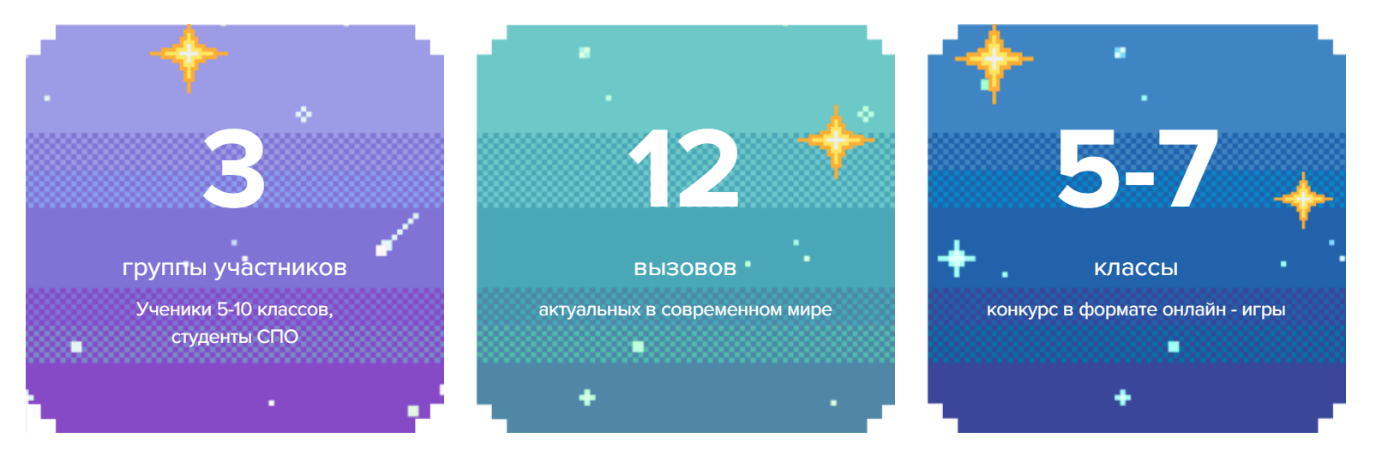 3
группы участников
Ученики 5-10 классов,
студенты СПО
12
вызовов
актуальных в современном мире
5-7
классы
конкурс в формате онлайн - игры